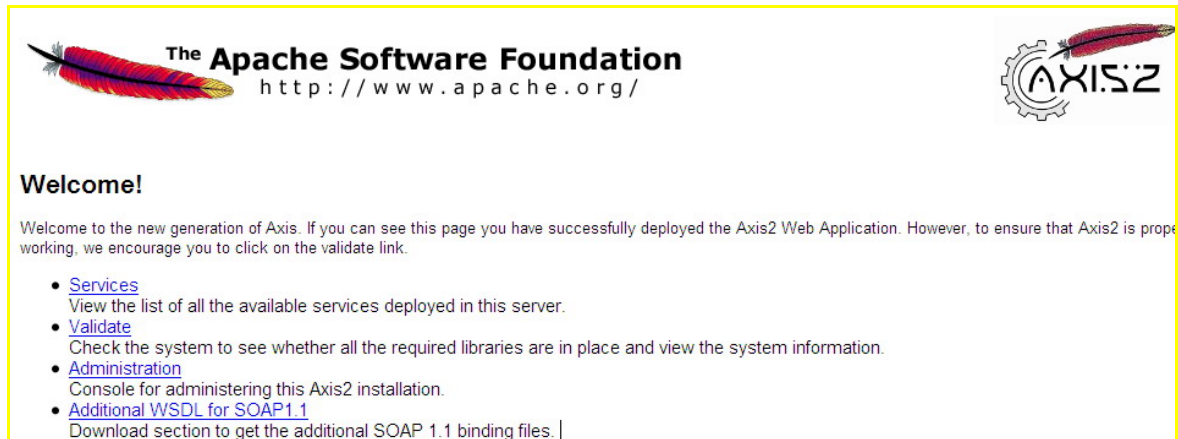 The Apache Software Foundation
http://www.apache.org/
AXIS2
Welcome!
Welcome to the new generation of Axis. If you can see this page you have successfully deployed the Axis2 Web Application. However, to ensure that Axis2 is prope
working, we encourage you to click on the validate link.
Services
View the list of all the available services deployed in this server.
Validate
Check the system to see whether all the required libraries are in place and view the system information.
Administration
Console for administering this Axis2 installation.
Additional WSDL for SOAP1.1
Download section to get the additional SOAP 1.1 binding files.